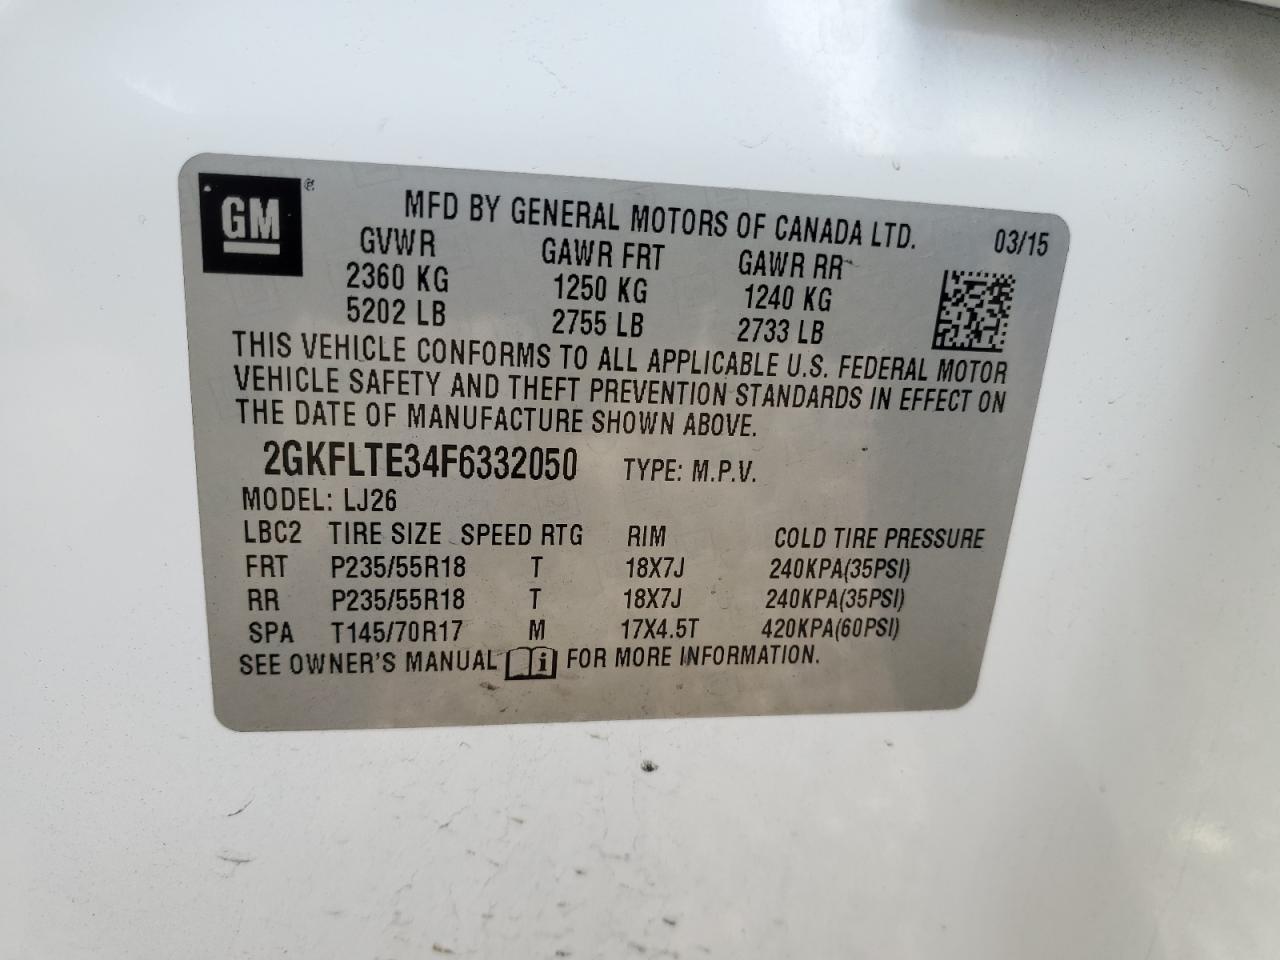 GM ®
MFD BY GENERAL MOTORS OF CANADA LTD. 03/15
GVWR GAWR FRT GAWR RR
2360 KG 1250 KG 1240 KG
5202 LB 2755 LB 2733 LB
THIS VEHICLE CONFORMS TO ALL APPLICABLE U.S. FEDERAL MOTOR
VEHICLE SAFETY AND THEFT PREVENTION STANDARDS IN EFFECT ON
THE DATE OF MANUFACTURE SHOWN ABOVE.
2GKFLTE34F6332050 TYPE: M.P.V.
MODEL: LJ26
LBC2 TIRE SIZE SPEED RTG RIM COLD TIRE PRESSURE
FRT P235/55R18 T 18X7J 240KPA(35PSI)
RR P235/55R18 T 18X7J 240KPA(35PSI)
SPA T145/70R17 M 17X4.5T 420KPA(60PSI)
SEE OWNER'S MANUAL i FOR MORE INFORMATION.